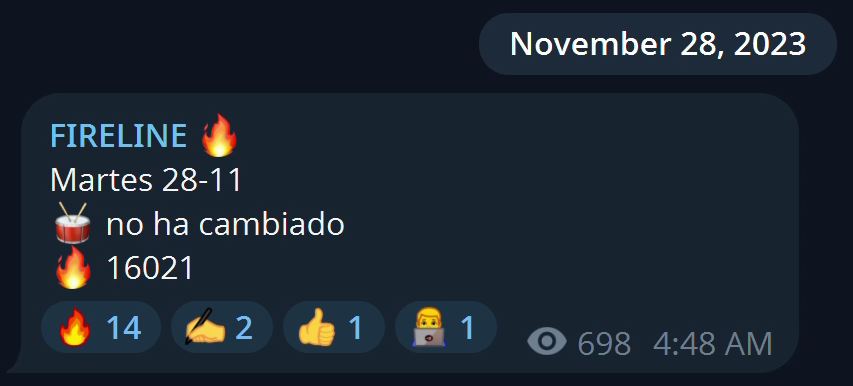 November 28, 2023
FIRELINE 🔥
Martes 28-11
🥁 no ha cambiado
🔥 16021
🔥 14 ✍️ 2 👍 1 👨‍💻 1 698 4:48 AM